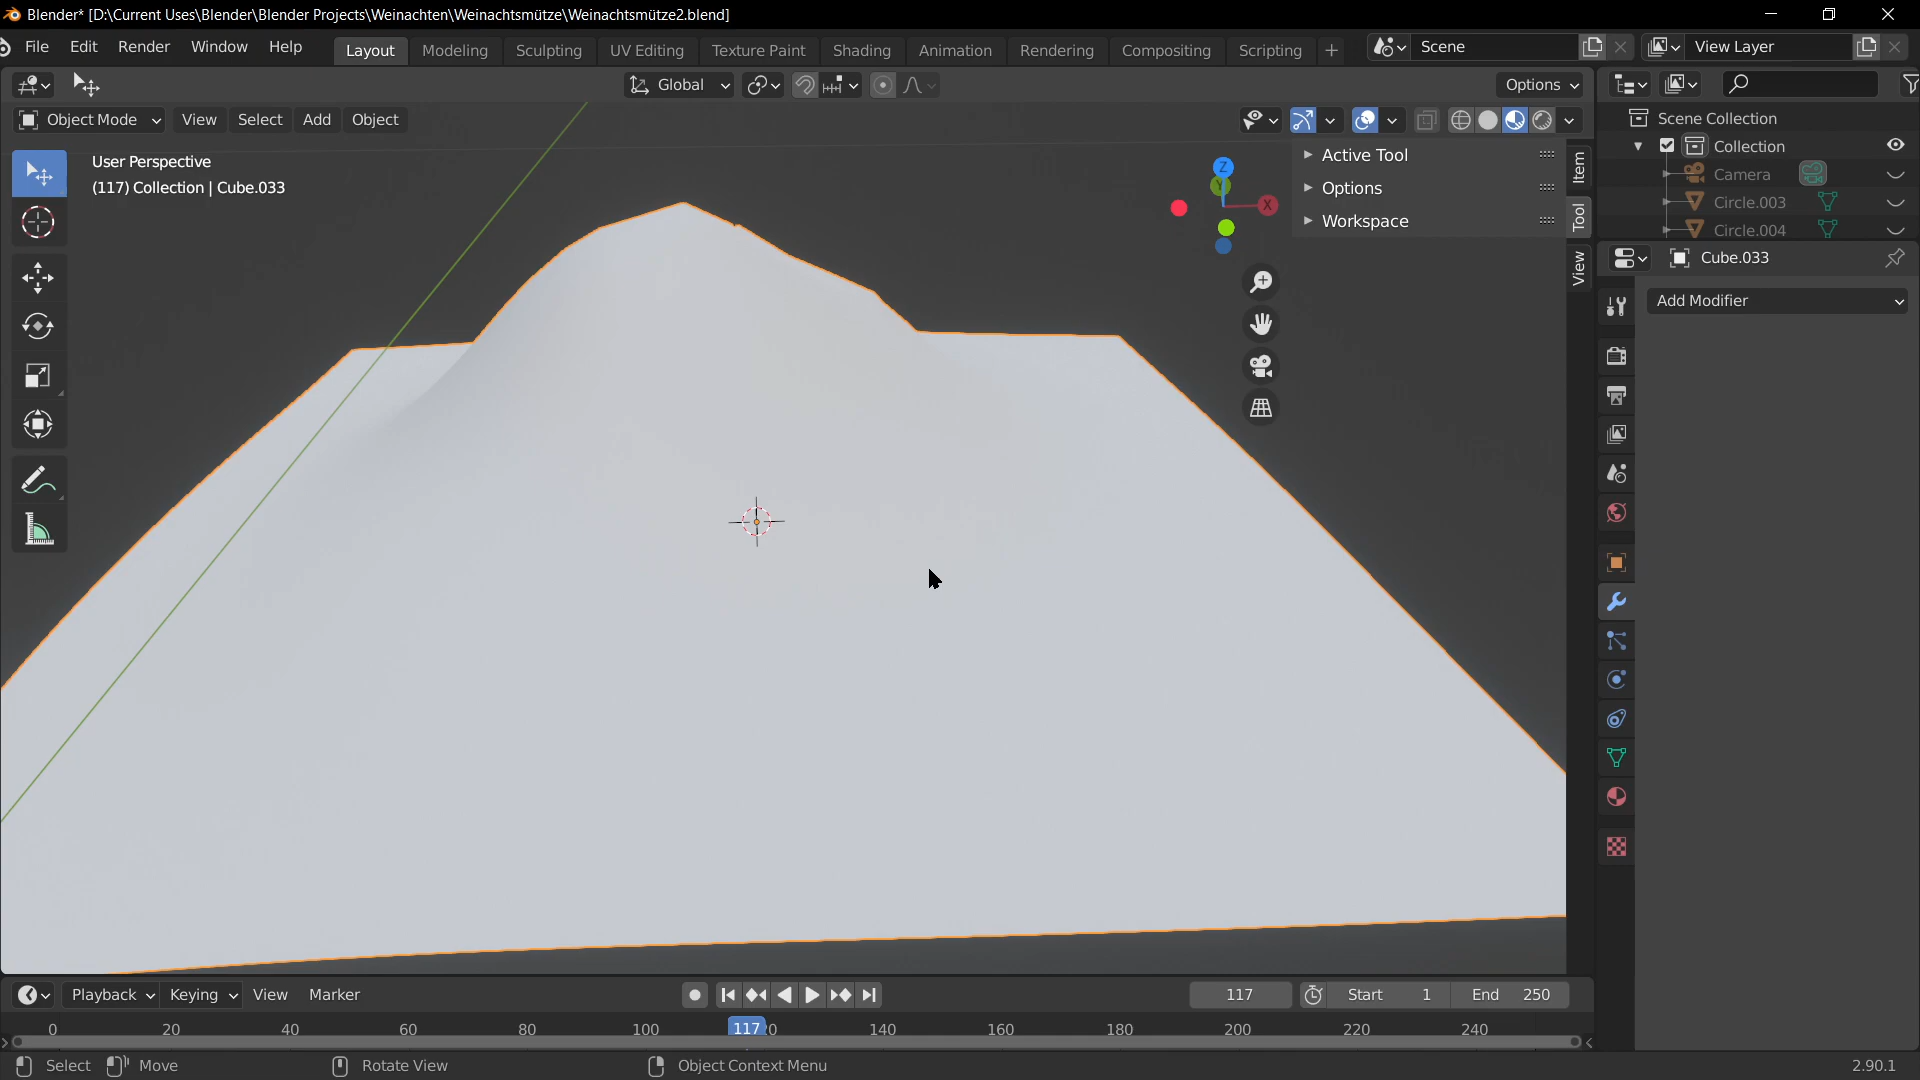 Blender* [D:\Current Uses\Blender\Blender Projects\Weinachten\Weinachtsmütze\Weinachtsmütze2.blend]
File Edit Render Window Help Layout Modeling Sculpting UV Editing Texture Paint Shading Animation Rendering Compositing Scripting + Scene View Layer
Global Options
Object Mode View Select Add Object
User Perspective
(117) Collection | Cube.033
Z
Y
X
Active Tool
Options
Workspace
Item
Tool
View
Scene Collection
Collection
Camera
Circle.003
Circle.004
Cube.033
Add Modifier
Playback Keying View Marker 117 Start 1 End 250
0 20 40 60 80 100 117 140 160 180 200 220 240
Select Move Rotate View Object Context Menu 2.90.1